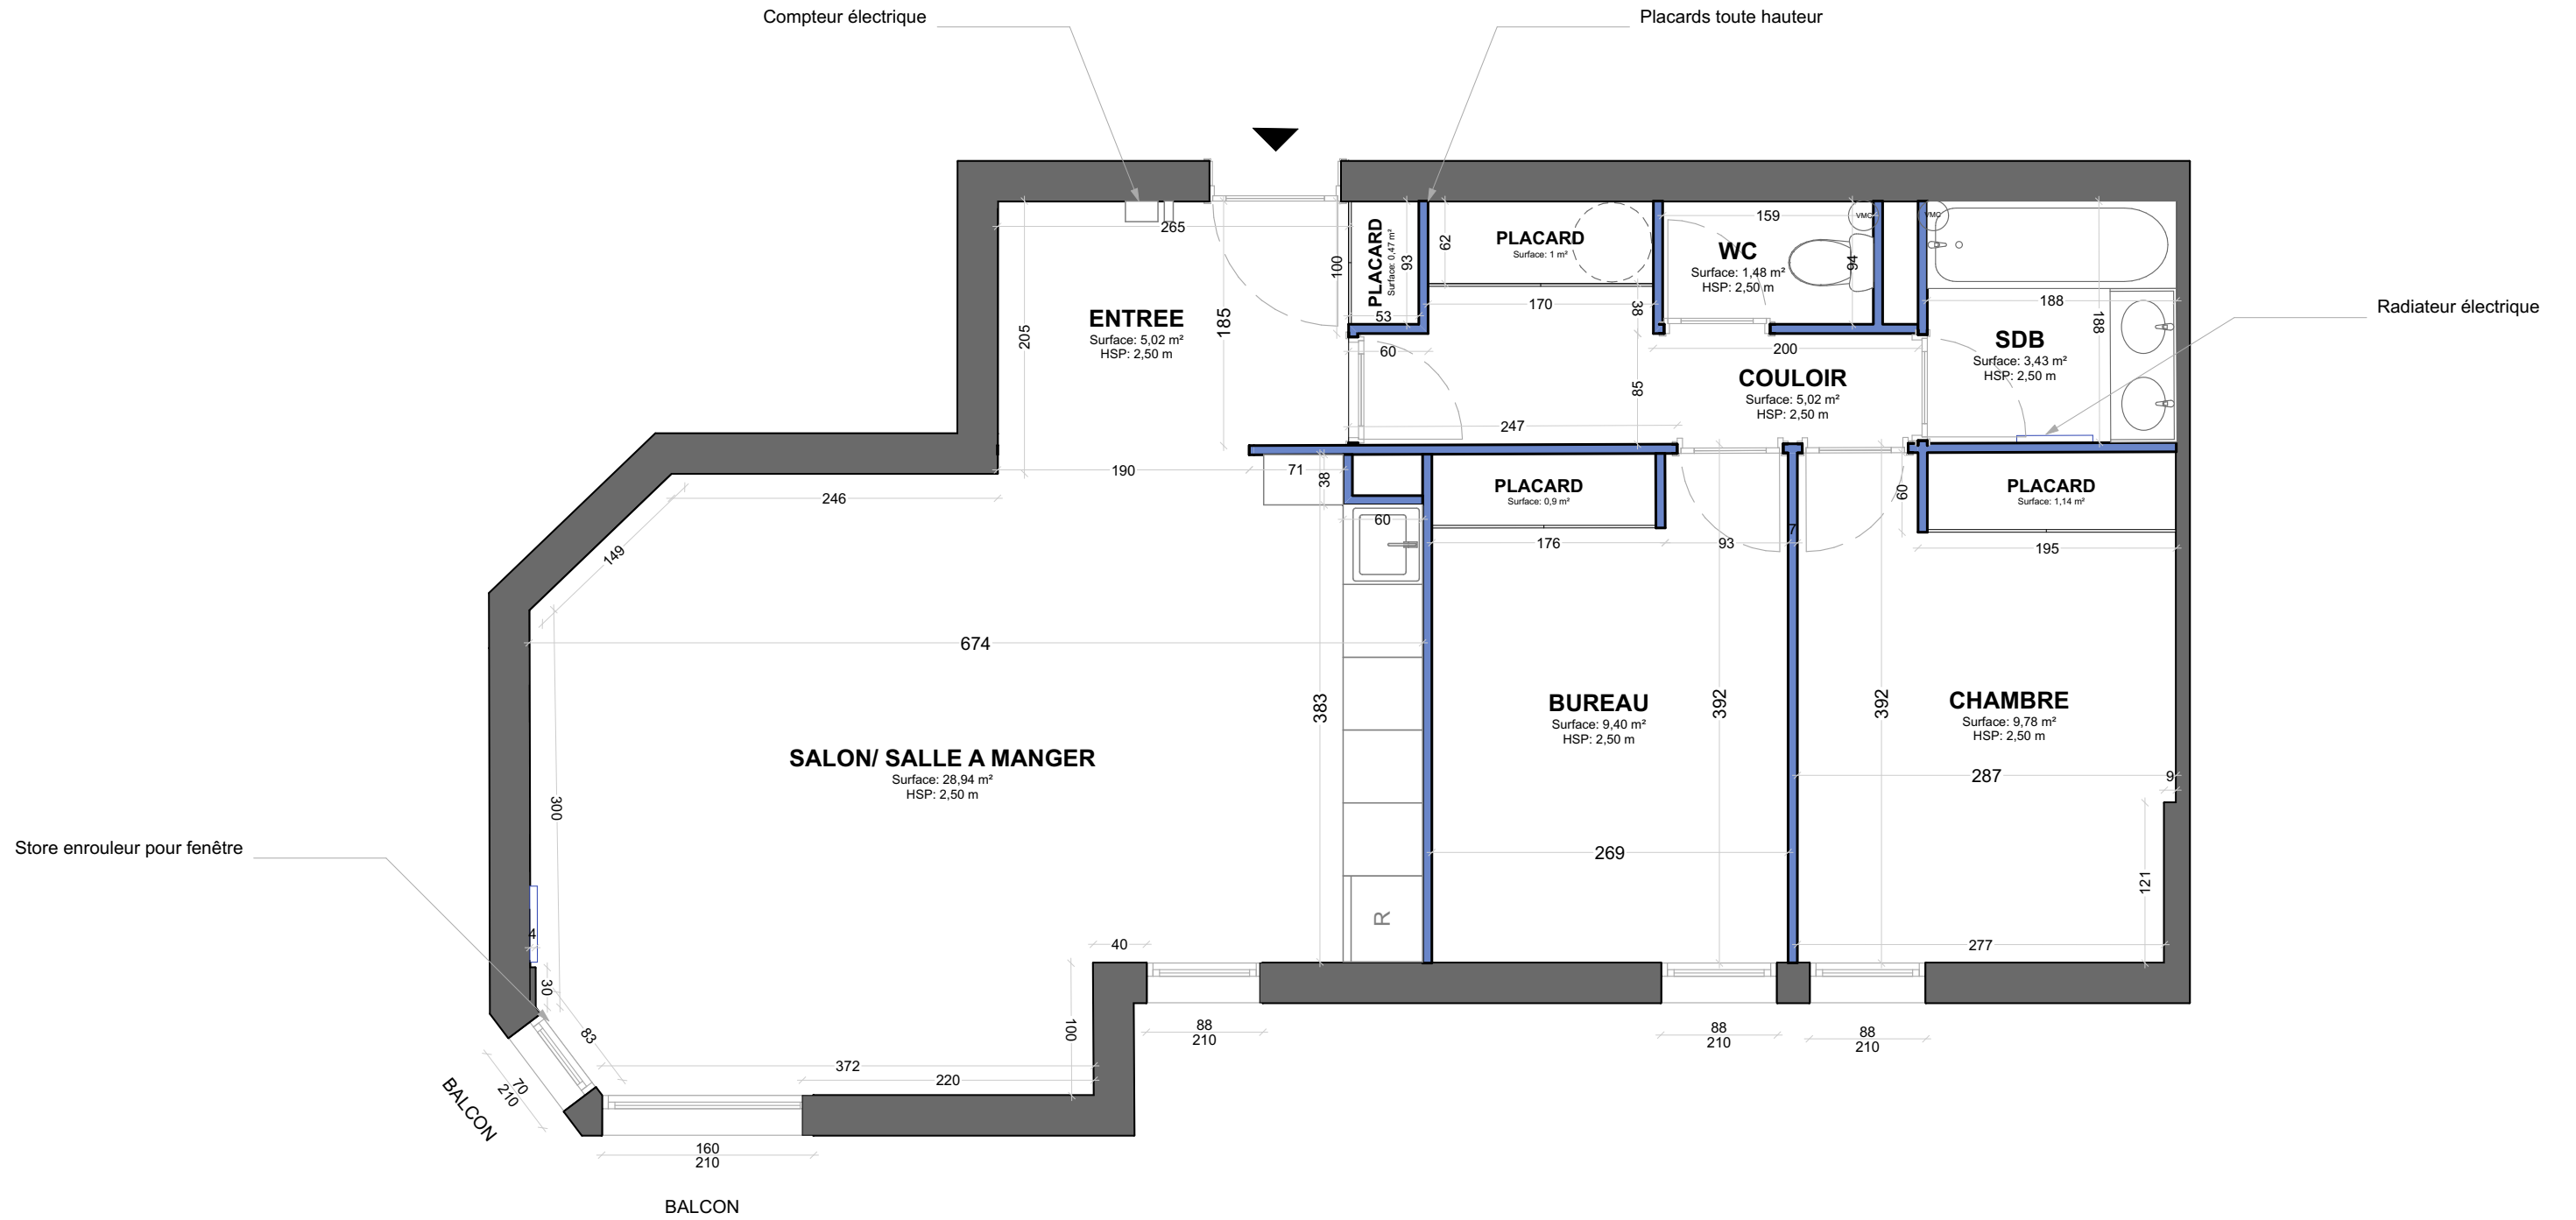 Compteur électrique
Placards toute hauteur
265
205
ENTREE
Surface: 5,02 m²
HSP: 2,50 m
185
100
PLACARD
Surface: 0,47 m²
93
53
62
PLACARD
Surface: 1 m²
170
38
159
WC
Surface: 1,48 m²
HSP: 2,50 m
94
VMC
VMC
188
188
SDB
Surface: 3,43 m²
HSP: 2,50 m
Radiateur électrique
60
85
200
COULOIR
Surface: 5,02 m²
HSP: 2,50 m
247
190
71
38
246
149
60
PLACARD
Surface: 0,9 m²
176
93
7
60
PLACARD
Surface: 1,14 m²
195
674
383
300
SALON/ SALLE A MANGER
Surface: 28,94 m²
HSP: 2,50 m
BUREAU
Surface: 9,40 m²
HSP: 2,50 m
392
392
CHAMBRE
Surface: 9,78 m²
HSP: 2,50 m
287
9
269
121
277
Store enrouleur pour fenêtre
R
4
30
40
83
100
372
220
88
210
88
210
88
210
70
210
BALCON
160
210
BALCON